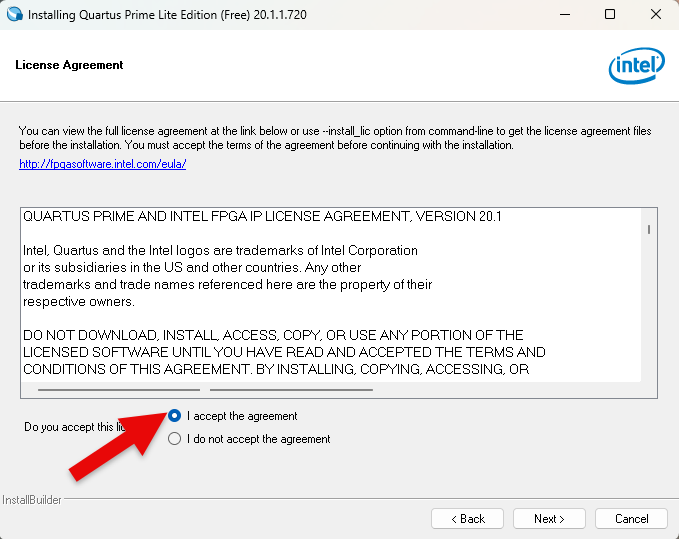 Installing Quartus Prime Lite Edition (Free) 20.1.1.720
License Agreement
intel
You can view the full license agreement at the link below or use --install_lic option from command-line to get the license agreement files
before the installation. You must accept the terms of the agreement before continuing with the installation.
http://fpgasoftware.intel.com/eula/
QUARTUS PRIME AND INTEL FPGA IP LICENSE AGREEMENT, VERSION 20.1
Intel, Quartus and the Intel logos are trademarks of Intel Corporation
or its subsidiaries in the US and other countries. Any other
trademarks and trade names referenced here are the property of their
respective owners.
DO NOT DOWNLOAD, INSTALL, ACCESS, COPY, OR USE ANY PORTION OF THE
LICENSED SOFTWARE UNTIL YOU HAVE READ AND ACCEPTED THE TERMS AND
CONDITIONS OF THIS AGREEMENT. BY INSTALLING, COPYING, ACCESSING, OR
I accept the agreement
Do you accept this
I do not accept the agreement
InstallBuilder
< Back
Next >
Cancel